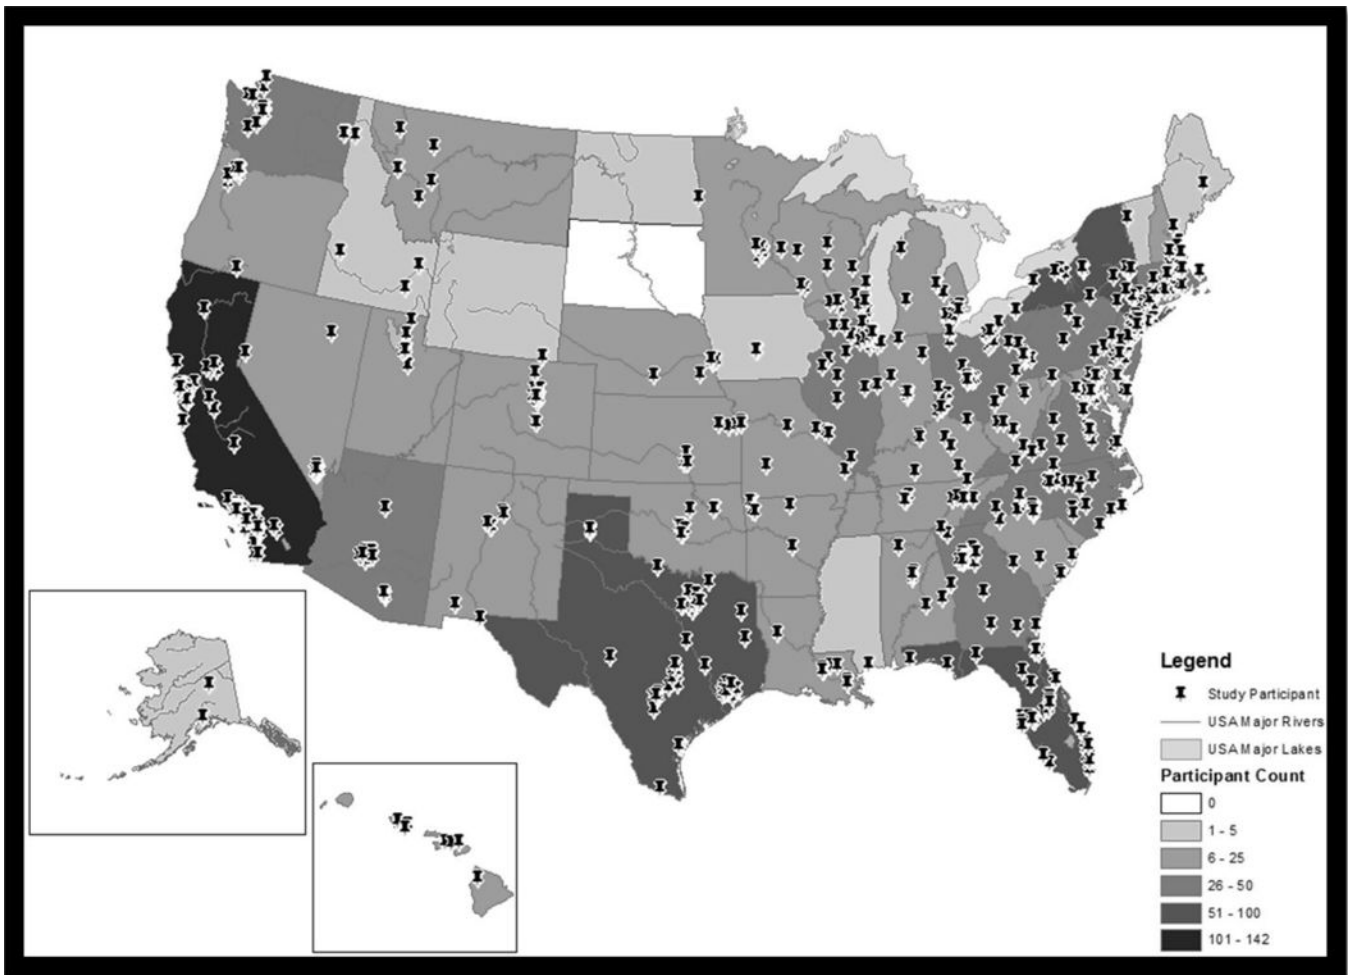 Legend
Study Participant
USA Major Rivers
USA Major Lakes
Participant Count
0
1 - 5
6 - 25
26 - 50
51 - 100
101 - 142